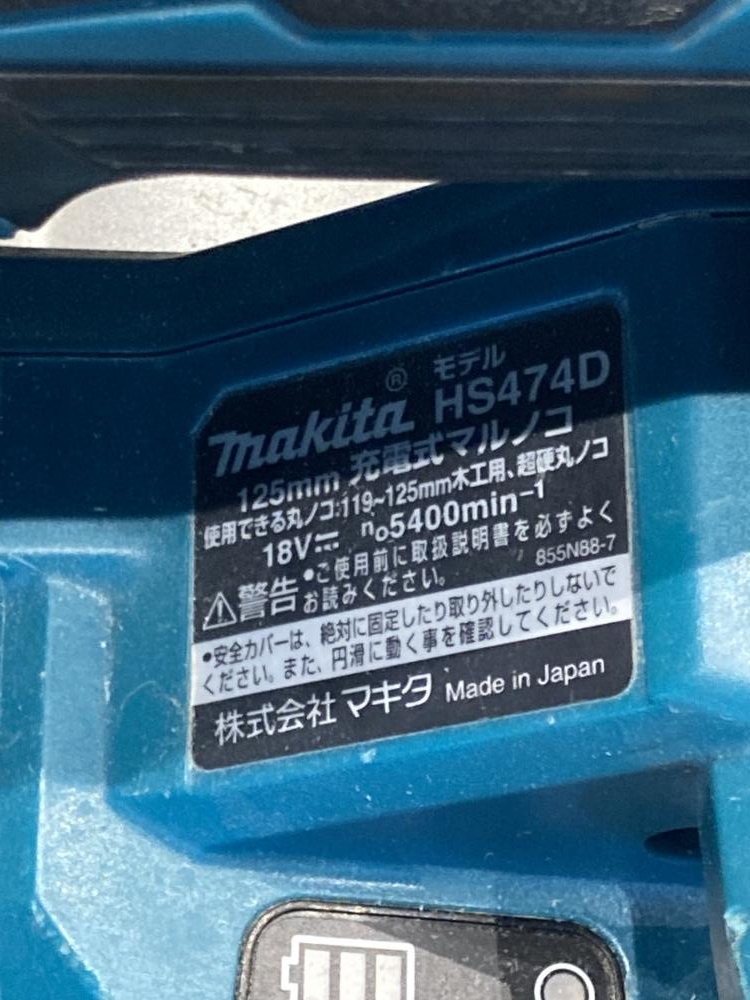 makita® モデル HS474D
125mm 充電式マルノコ
使用できる丸ノコ:119~125mm木工用、超硬丸ノコ
18V⎓ n₀5400min⁻¹
⚠警告 •ご使用前に取扱説明書を必ずよく
お読みください。 855N88-7
•安全カバーは、絶対に固定したり取り外したりしないで
ください。また、円滑に動く事を確認してください。
株式会社マキタ Made in Japan